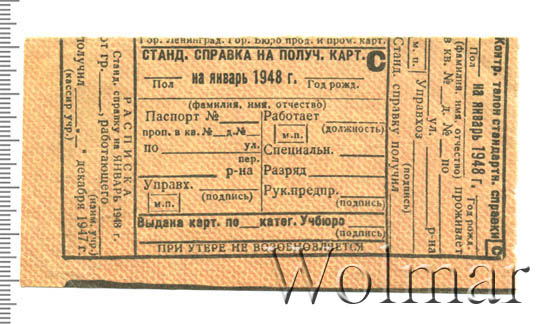 Гор. Ленинград. Гор. Бюро прод. и пром. карт.
СТАНД. СПРАВКА НА ПОЛУЧ. КАРТ. С
на январь 1948 г.
Пол Год рожд.
(фамилия, имя, отчество)
Паспорт № Работает
проп. в кв.№ д.№ м.п. (должность)
по ул. Специальн.
пер.
р-на Разряд
Управх. Рук.предпр.
м.п. (подпись) (подпись)
Выдана карт. по катег. Учбюро
(подпись)
ПРИ УТЕРЕ НЕ ВОЗОБНОВЛЯЕТСЯ
РАСПИСКА
Станд. справку на ЯНВАРЬ 1948 г.
от гр. , работающего
(наим. учр.)
получил " " декабря 1947 г.
(кассир. учр.)
Контр. талон стандартн. справки С
на январь 1948 г.
Пол Год рожд.
(фамилия, имя, отчество) проживает
в кв. № д. № по
ул. р-на
Управхоз
м.п. (подпись)
Станд. справку получил
(подпись)
Wolmar